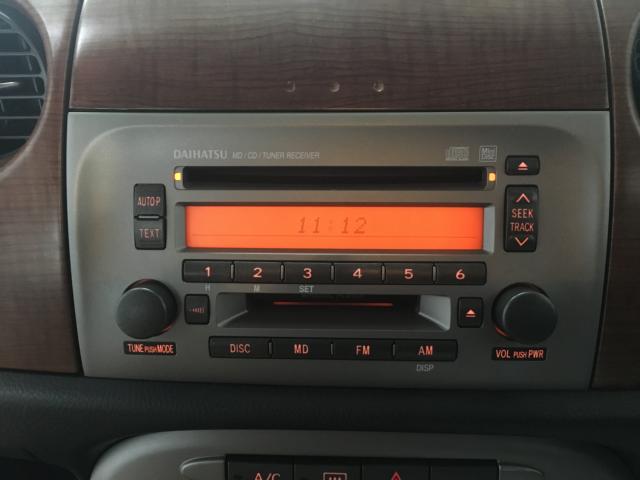 DAIHATSU MD / CD / TUNER RECEIVER
AUTO·P
TEXT
11:12
SEEK
TRACK
1 2 3 4 5 6
H M SET
DISC MD FM AM
DISP
TUNE PUSH MODE
VOL PUSH PWR
A/C